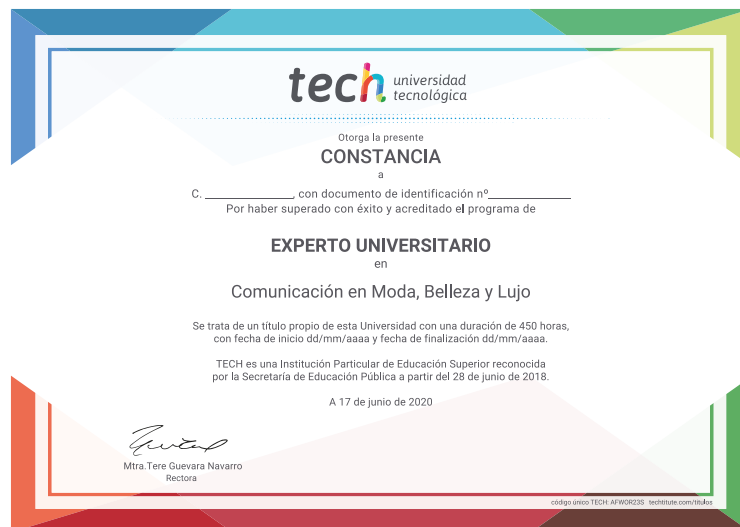 tech universidad
tecnológica
Otorga la presente
CONSTANCIA
a
C. ______________, con documento de identificación nº______________
Por haber superado con éxito y acreditado el programa de
EXPERTO UNIVERSITARIO
en
Comunicación en Moda, Belleza y Lujo
Se trata de un título propio de esta Universidad con una duración de 450 horas,
con fecha de inicio dd/mm/aaaa y fecha de finalización dd/mm/aaaa.
TECH es una Institución Particular de Educación Superior reconocida
por la Secretaría de Educación Pública a partir del 28 de junio de 2018.
A 17 de junio de 2020
Mtra.Tere Guevara Navarro
Rectora
código único TECH: AFWOR23S techtitute.com/títulos